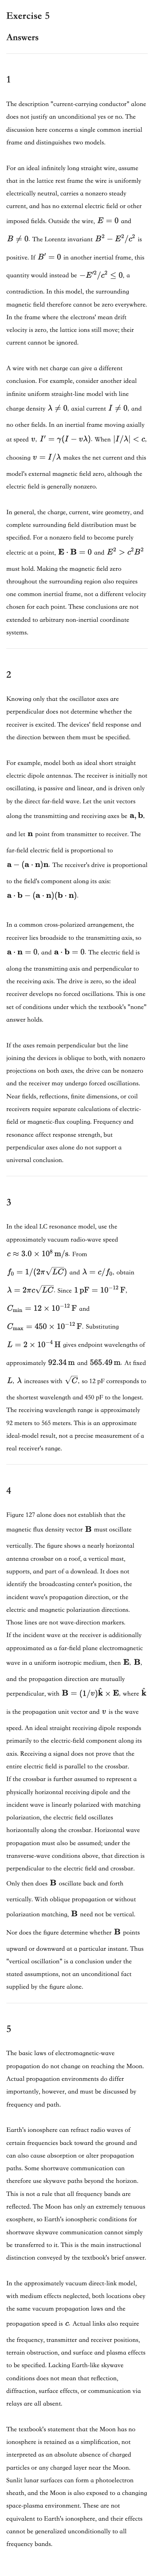 Exercise 5
Answers
1
The description "current-carrying conductor" alone
does not justify an unconditional yes or no. The
discussion here concerns a single common inertial
frame and distinguishes two models.
For an ideal infinitely long straight wire, assume
that in the lattice rest frame the wire is uniformly
electrically neutral, carries a nonzero steady
current, and has no external electric field or other
imposed fields. Outside the wire, E = 0 and
B ≠ 0. The Lorentz invariant B² − E²/c² is
positive. If B′ = 0 in another inertial frame, this
quantity would instead be −E′²/c² ≤ 0, a
contradiction. In this model, the surrounding
magnetic field therefore cannot be zero everywhere.
In the frame where the electrons' mean drift
velocity is zero, the lattice ions still move; their
current cannot be ignored.
A wire with net charge can give a different
conclusion. For example, consider another ideal
infinite uniform straight-line model with line
charge density λ ≠ 0, axial current I ≠ 0, and
no other fields. In an inertial frame moving axially
at speed v, I′ = γ(I − vλ). When |I/λ| < c,
choosing v = I/λ makes the net current and this
model's external magnetic field zero, although the
electric field is generally nonzero.
In general, the charge, current, wire geometry, and
complete surrounding field distribution must be
specified. For a nonzero field to become purely
electric at a point, E · B = 0 and E² > c²B²
must hold. Making the magnetic field zero
throughout the surrounding region also requires
one common inertial frame, not a different velocity
chosen for each point. These conclusions are not
extended to arbitrary non-inertial coordinate
systems.
2
Knowing only that the oscillator axes are
perpendicular does not determine whether the
receiver is excited. The devices' field response and
the direction between them must be specified.
For example, model both as ideal short straight
electric dipole antennas. The receiver is initially not
oscillating, is passive and linear, and is driven only
by the direct far-field wave. Let the unit vectors
along the transmitting and receiving axes be a, b,
and let n point from transmitter to receiver. The
far-field electric field is proportional to
a − (a · n)n. The receiver's drive is proportional
to the field's component along its axis:
a · b − (a · n)(b · n).
In a common cross-polarized arrangement, the
receiver lies broadside to the transmitting axis, so
a · n = 0, and a · b = 0. The electric field is
along the transmitting axis and perpendicular to
the receiving axis. The drive is zero, so the ideal
receiver develops no forced oscillations. This is one
set of conditions under which the textbook's "none"
answer holds.
If the axes remain perpendicular but the line
joining the devices is oblique to both, with nonzero
projections on both axes, the drive can be nonzero
and the receiver may undergo forced oscillations.
Near fields, reflections, finite dimensions, or coil
receivers require separate calculations of electric-
field or magnetic-flux coupling. Frequency and
resonance affect response strength, but
perpendicular axes alone do not support a
universal conclusion.
3
In the ideal LC resonance model, use the
approximately vacuum radio-wave speed
c ≈ 3.0 × 10⁸ m/s. From
f₀ = 1/(2π√LC) and λ = c/f₀, obtain
λ = 2πc√LC. Since 1 pF = 10⁻¹² F,
Cmin = 12 × 10⁻¹² F and
Cmax = 450 × 10⁻¹² F. Substituting
L = 2 × 10⁻⁴ H gives endpoint wavelengths of
approximately 92.34 m and 565.49 m. At fixed
L, λ increases with √C, so 12 pF corresponds to
the shortest wavelength and 450 pF to the longest.
The receiving wavelength range is approximately
92 meters to 565 meters. This is an approximate
ideal-model result, not a precise measurement of a
real receiver's range.
4
Figure 127 alone does not establish that the
magnetic flux density vector B must oscillate
vertically. The figure shows a nearly horizontal
antenna crossbar on a roof, a vertical mast,
supports, and part of a download. It does not
identify the broadcasting center's position, the
incident wave's propagation direction, or the
electric and magnetic polarization directions.
Those lines are not wave-direction markers.
If the incident wave at the receiver is additionally
approximated as a far-field plane electromagnetic
wave in a uniform isotropic medium, then E, B,
and the propagation direction are mutually
perpendicular, with B = (1/v)k̂ × E, where k̂
is the propagation unit vector and v is the wave
speed. An ideal straight receiving dipole responds
primarily to the electric-field component along its
axis. Receiving a signal does not prove that the
entire electric field is parallel to the crossbar.
If the crossbar is further assumed to represent a
physically horizontal receiving dipole and the
incident wave is linearly polarized with matching
polarization, the electric field oscillates
horizontally along the crossbar. Horizontal wave
propagation must also be assumed; under the
transverse-wave conditions above, that direction is
perpendicular to the electric field and crossbar.
Only then does B oscillate back and forth
vertically. With oblique propagation or without
polarization matching, B need not be vertical.
Nor does the figure determine whether B points
upward or downward at a particular instant. Thus
"vertical oscillation" is a conclusion under the
stated assumptions, not an unconditional fact
supplied by the figure alone.
5
The basic laws of electromagnetic-wave
propagation do not change on reaching the Moon.
Actual propagation environments do differ
importantly, however, and must be discussed by
frequency and path.
Earth's ionosphere can refract radio waves of
certain frequencies back toward the ground and
can also cause absorption or alter propagation
paths. Some shortwave communication can
therefore use skywave paths beyond the horizon.
This is not a rule that all frequency bands are
reflected. The Moon has only an extremely tenuous
exosphere, so Earth's ionospheric conditions for
shortwave skywave communication cannot simply
be transferred to it. This is the main instructional
distinction conveyed by the textbook's brief answer.
In the approximately vacuum direct-link model,
with medium effects neglected, both locations obey
the same vacuum propagation laws and the
propagation speed is c. Actual links also require
the frequency, transmitter and receiver positions,
terrain obstruction, and surface and plasma effects
to be specified. Lacking Earth-like skywave
conditions does not mean that reflection,
diffraction, surface effects, or communication via
relays are all absent.
The textbook's statement that the Moon has no
ionosphere is retained as a simplification, not
interpreted as an absolute absence of charged
particles or any charged layer near the Moon.
Sunlit lunar surfaces can form a photoelectron
sheath, and the Moon is also exposed to a changing
space-plasma environment. These are not
equivalent to Earth's ionosphere, and their effects
cannot be generalized unconditionally to all
frequency bands.